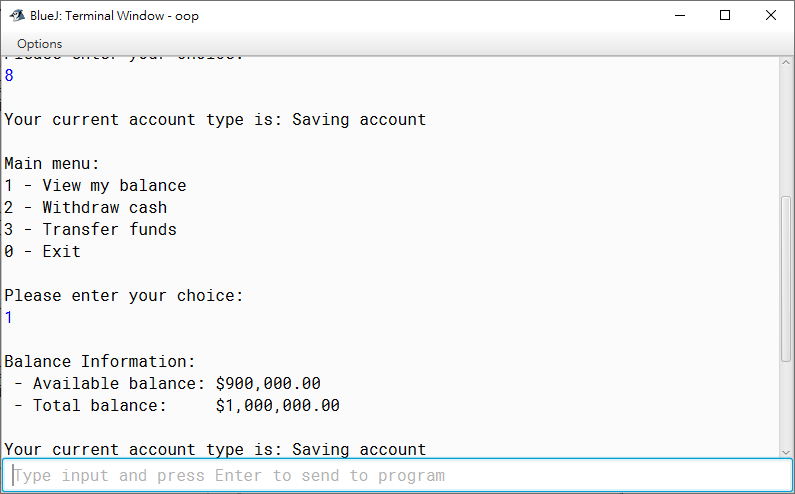 BlueJ: Terminal Window - oop
Options
Please enter your choice:
8
Your current account type is: Saving account
Main menu:
1 - View my balance
2 - Withdraw cash
3 - Transfer funds
0 - Exit
Please enter your choice:
1
Balance Information:
 - Available balance: $900,000.00
 - Total balance:     $1,000,000.00
Your current account type is: Saving account
Type input and press Enter to send to program